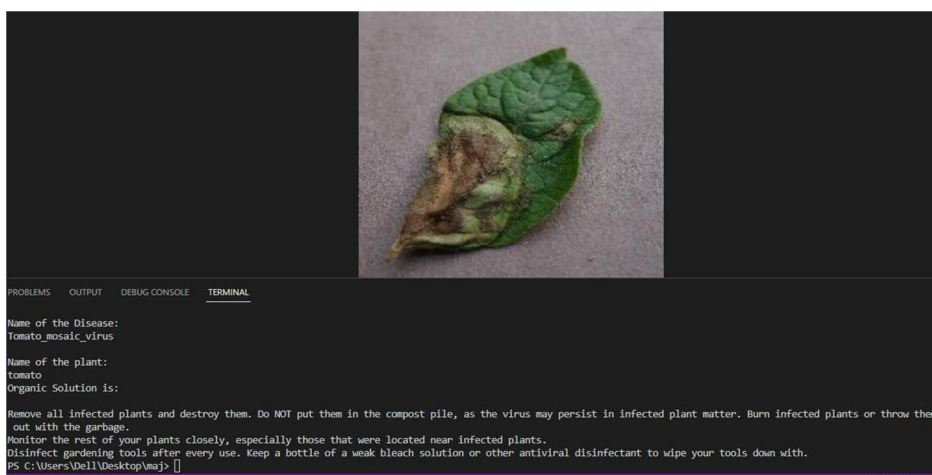 PROBLEMS OUTPUT DEBUG CONSOLE TERMINAL
Name of the Disease:
Tomato_mosaic_virus
Name of the plant:
tomato
Organic Solution is:
Remove all infected plants and destroy them. Do NOT put them in the compost pile, as the virus may persist in infected plant matter. Burn infected plants or throw the
out with the garbage.
Monitor the rest of your plants closely, especially those that were located near infected plants.
Disinfect gardening tools after every use. Keep a bottle of a weak bleach solution or other antiviral disinfectant to wipe your tools down with.
PS C:\Users\Dell\Desktop\maj>